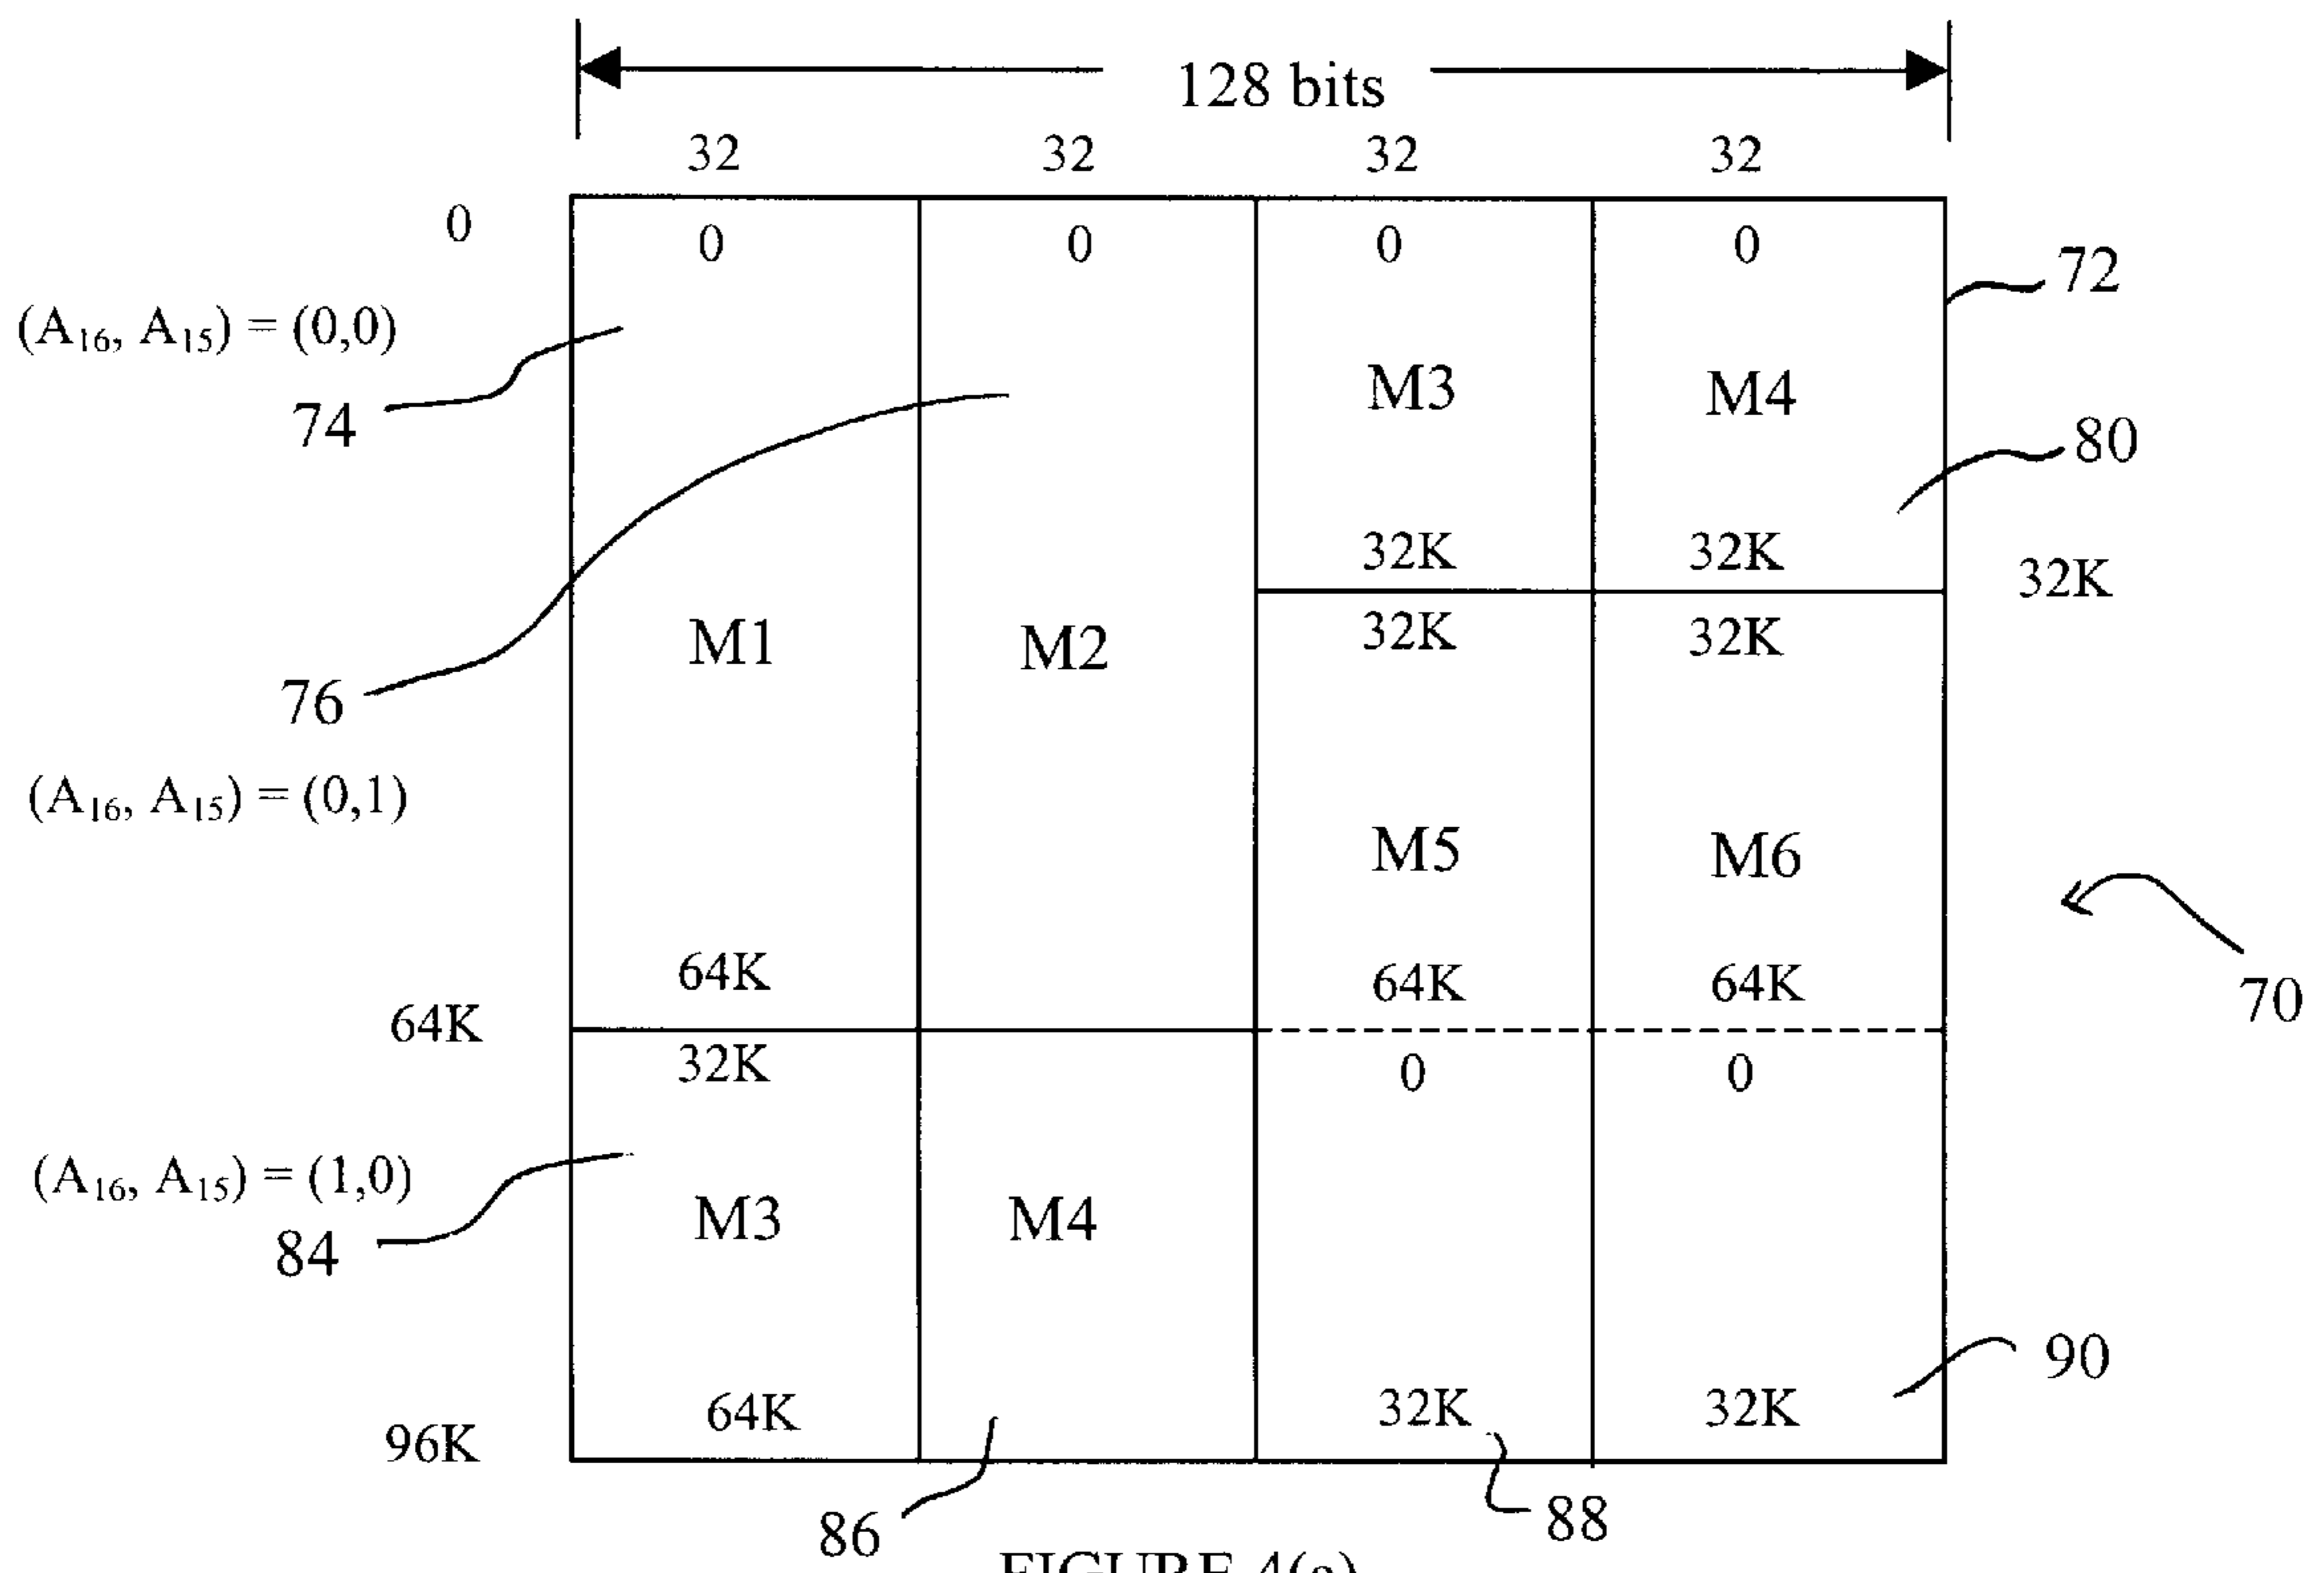 128 bits
32 32 32 32
0 0 0 0 0
72
(A16, A15) = (0,0)
M3 M4
74
80
32K 32K
32K
32K 32K
M1 M2
76
(A16, A15) = (0,1)
M5 M6
64K 64K 64K
70
64K
32K 0 0
(A16, A15) = (1,0)
M3 M4
84
90
64K 32K 32K
96K
86 88
FIGURE 4(a)